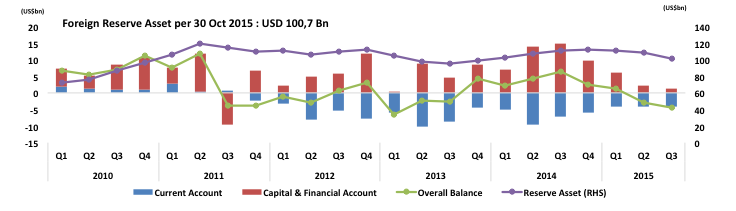 (US$bn)
(US$bn)
Foreign Reserve Asset per 30 Oct 2015 : USD 100,7 Bn
20 140
15 120
10 100
5 80
0 60
-5 40
-10 20
-15 0
Q1 Q2 Q3 Q4 Q1 Q2 Q3 Q4 Q1 Q2 Q3 Q4 Q1 Q2 Q3 Q4 Q1 Q2 Q3 Q4 Q1 Q2 Q3
2010 2011 2012 2013 2014 2015
Current Account Capital & Financial Account Overall Balance Reserve Asset (RHS)